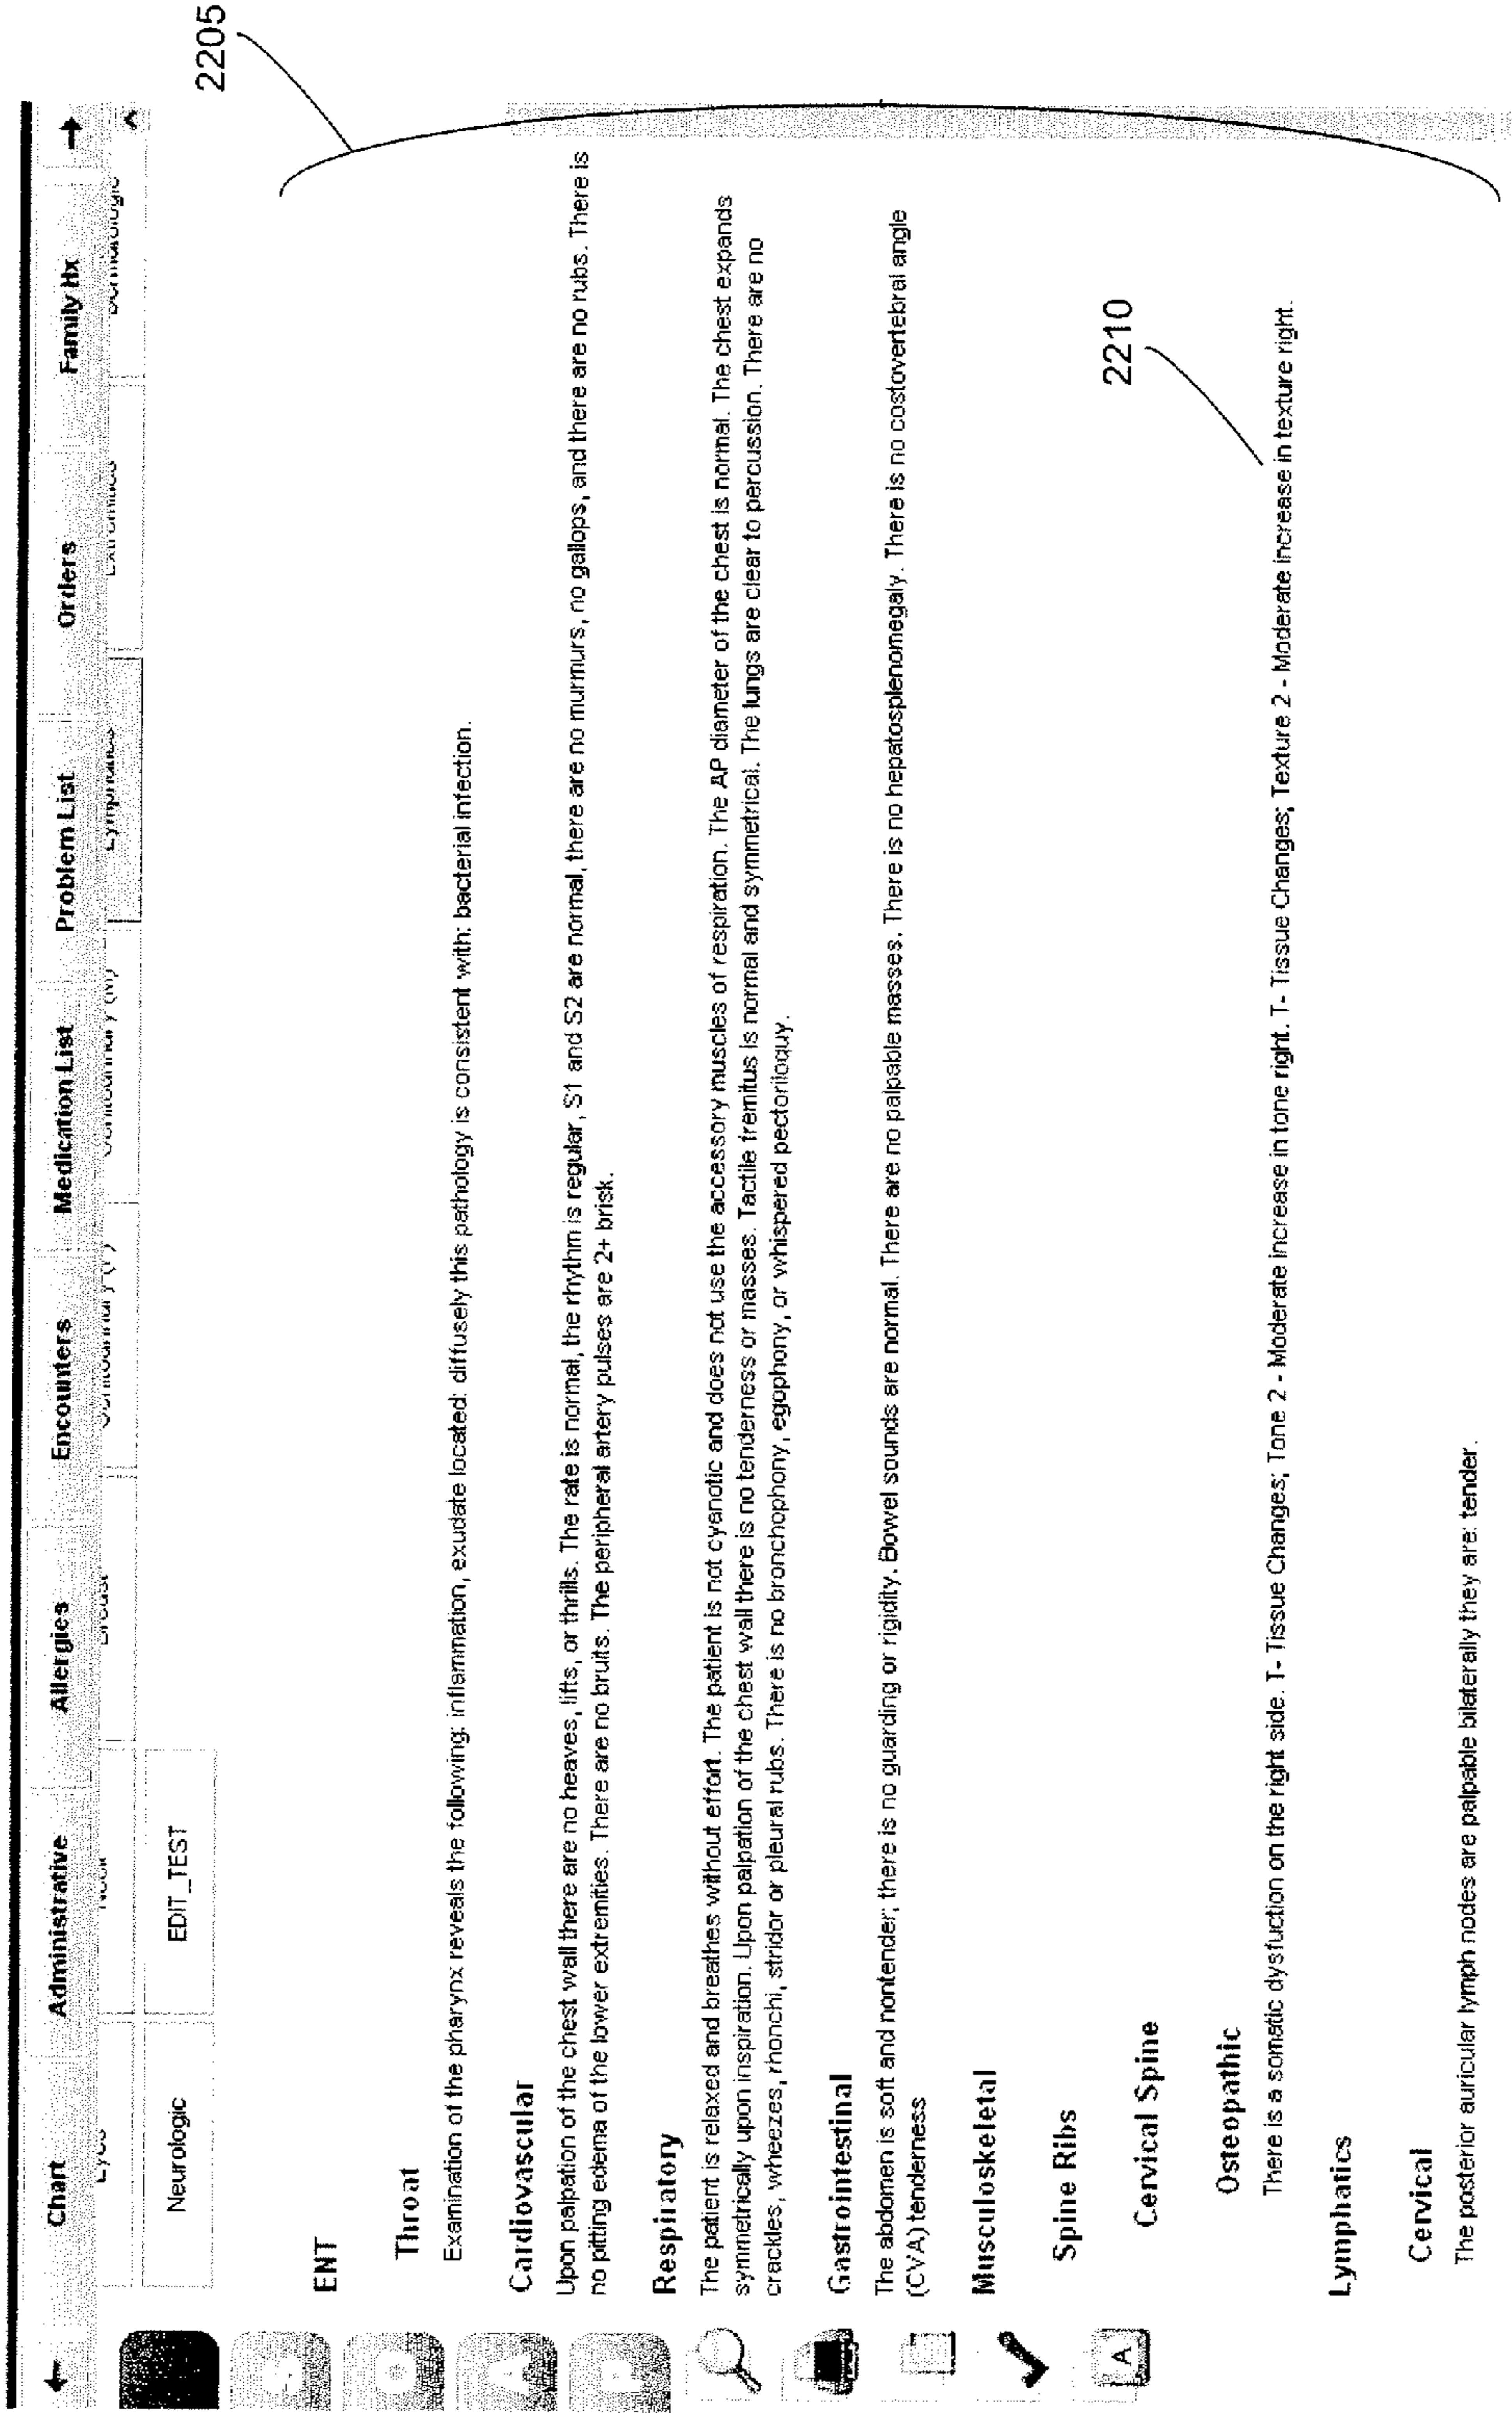 2205
Chart Administrative Allergies Encounters Medication List Problem List Orders Family Hx
Neurologic EDIT_TEST
ENT
Throat
Examination of the pharynx reveals the following: inflammation, exudate located: diffusely this pathology is consistent with: bacterial infection.
Cardiovascular
Upon palpation of the chest wall there are no heaves, lifts, or thrills. The rate is normal, the rhythm is regular, S1 and S2 are normal, there are no murmurs, no gallops, and there are no rubs. There is
no pitting edema of the lower extremities. There are no bruits. The peripheral artery pulses are 2+ brisk.
Respiratory
The patient is relaxed and breathes without effort. The patient is not cyanotic and does not use the accessory muscles of respiration. The AP diameter of the chest is normal. The chest expands
symmetrically upon inspiration. Upon palpation of the chest wall there is no tenderness or masses. Tactile fremitus is normal and symmetrical. The lungs are clear to percussion. There are no
crackles, wheezes, rhonchi, stridor or pleural rubs. There is no bronchophony, egophony, or whispered pectoriloquy.
Gastrointestinal
The abdomen is soft and nontender; there is no guarding or rigidity. Bowel sounds are normal. There are no palpable masses. There is no hepatosplenomegaly. There is no costovertebral angle
(CVA) tenderness
Musculoskeletal
Spine Ribs
2210
Cervical Spine
Osteopathic
There is a somatic dysfuction on the right side. T- Tissue Changes; Tone 2 - Moderate increase in tone right. T- Tissue Changes; Texture 2 - Moderate increase in texture right.
Lymphatics
Cervical
The posterior auricular lymph nodes are palpable bilaterally they are: tender.
S
O
A
P
A